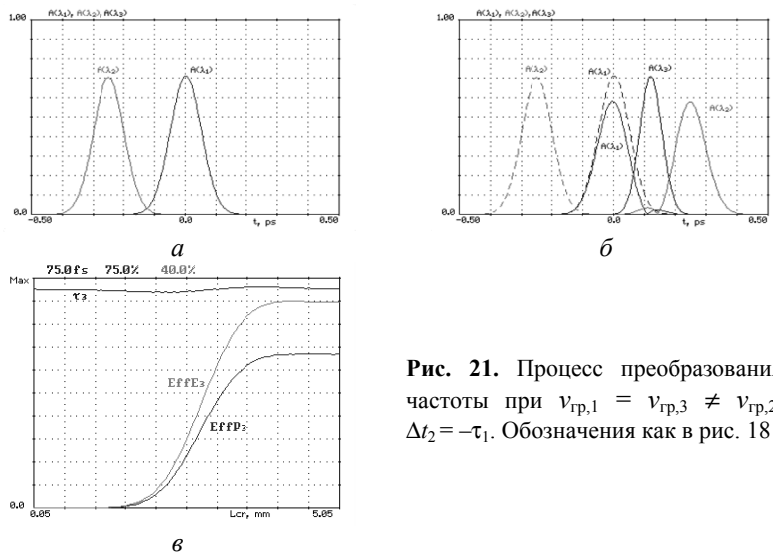 A(λ1), A(λ2), A(λ3)
1.00
A(λ2)
A(λ1)
0.0
-0.50
0.0
t, ps
0.50
а
A(λ1), A(λ2), A(λ3)
1.00
A(λ2)
A(λ1)
A(λ3)
A(λ2)
A(λ1)
0.0
-0.50
0.0
t, ps
0.50
б
75.0fs 75.0% 40.0%
Max
τ3
EffE3
EffP3
0.0
0.05
Lcr, mm
5.05
в
Рис. 21. Процесс преобразования
частоты при vгр,1 = vгр,3 ≠ vгр,2
Δt2 = –τ1. Обозначения как в рис. 18